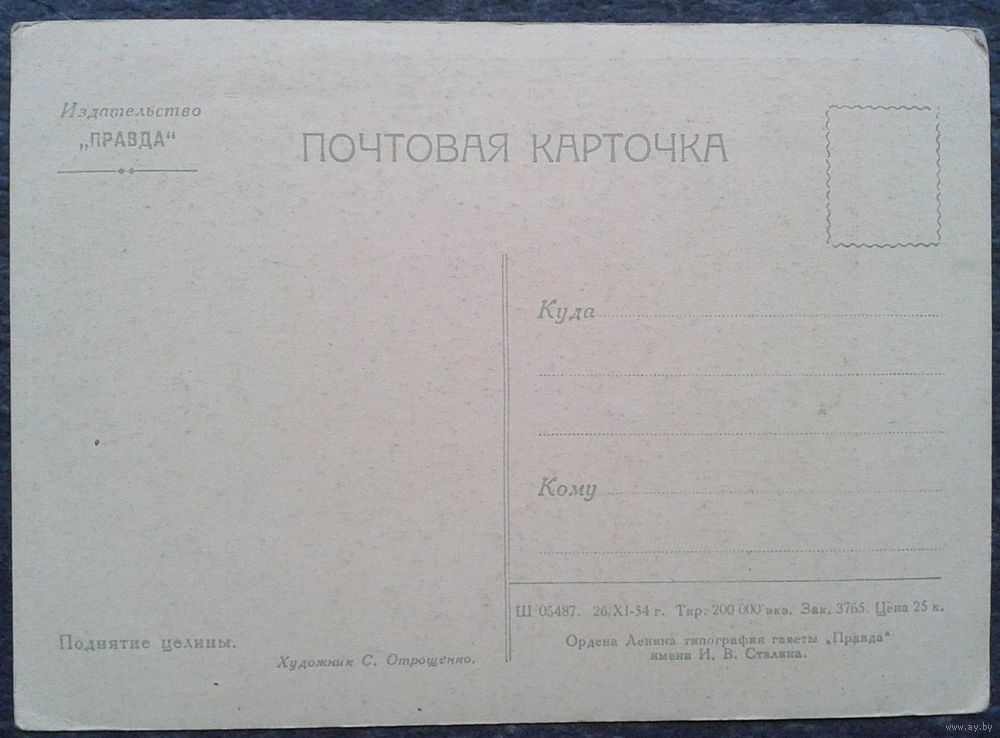 Издательство
„ПРАВДА“
ПОЧТОВАЯ КАРТОЧКА
Куда
Кому
Ш 05487. 26/XI-54 г. Тир. 200 000 экз. Зак. 3765. Цена 25 к.
Ордена Ленина типография газеты „Правда“
имени И. В. Сталина.
Поднятие целины.
Художник С. Отрощенко.
www.ay.by